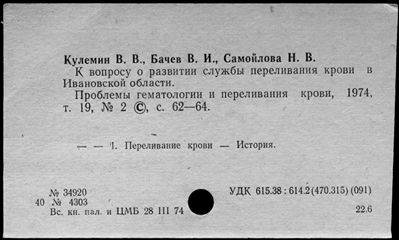 Кулемин В. В., Бачев В. И., Самойлова Н. В.
К вопросу о развитии службы переливания крови в
Ивановской области.
Проблемы гематологии и переливания крови, 1974,
т. 19, № 2 ©, с. 62—64.
— — 1. Переливание крови — История.
№ 34920
40 № 4303
Вс. кн. пал. и ЦМБ 28 III 74
УДК 615.38 : 614.2 (470.315) (091)
22.6